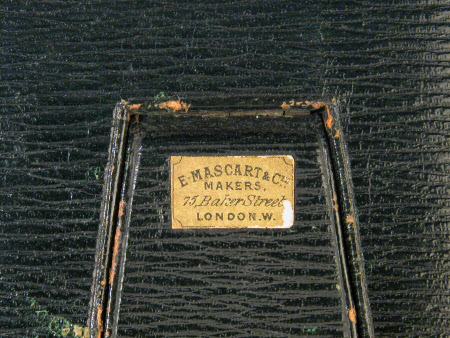 E. MASCART & Co.
MAKERS,
75, Baker Street
LONDON. W.